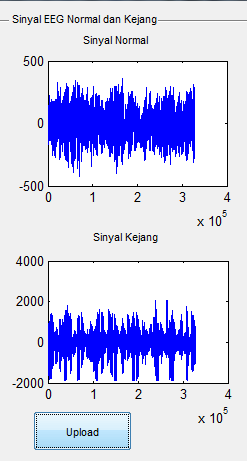 Sinyal EEG Normal dan Kejang
Sinyal Normal
500
0
-500
0 1 2 3 4
x 10^5
Sinyal Kejang
4000
2000
0
-2000
0 1 2 3 4
x 10^5
Upload